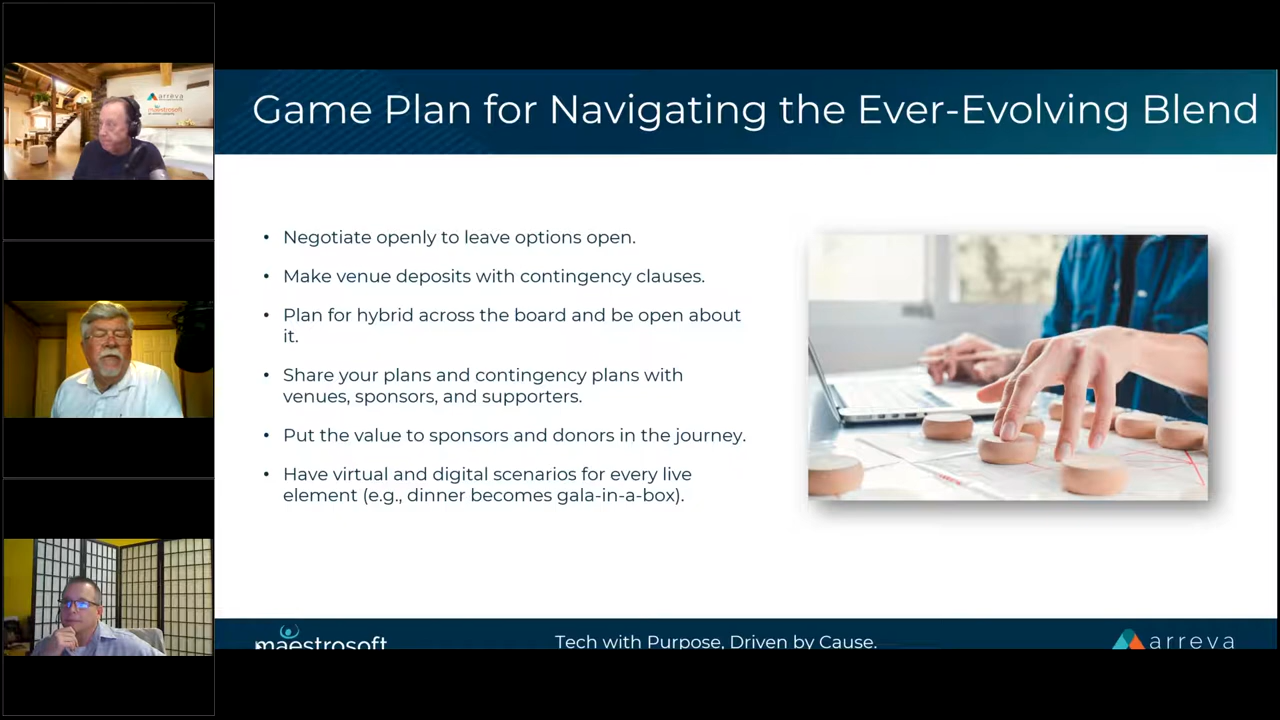 arreva
maestrosoft
Game Plan for Navigating the Ever-Evolving Blend
• Negotiate openly to leave options open.
• Make venue deposits with contingency clauses.
• Plan for hybrid across the board and be open about
it.
• Share your plans and contingency plans with
venues, sponsors, and supporters.
• Put the value to sponsors and donors in the journey.
• Have virtual and digital scenarios for every live
element (e.g., dinner becomes gala-in-a-box).
maestrosoft
Tech with Purpose, Driven by Cause.
arreva